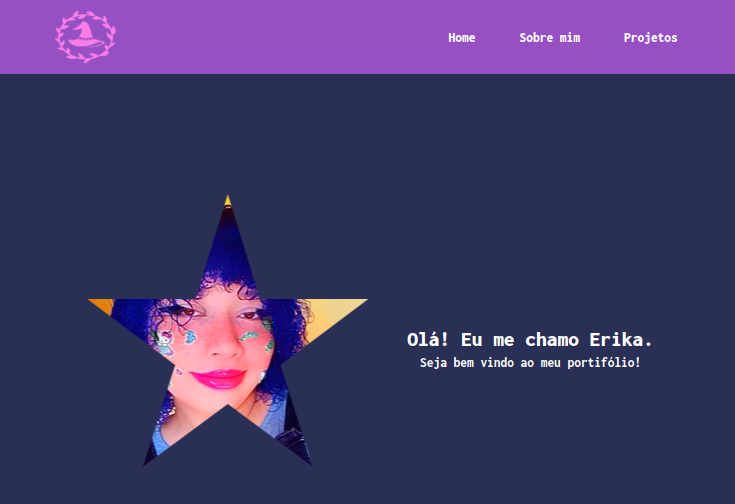 Home Sobre mim Projetos
Olá! Eu me chamo Erika.
Seja bem vindo ao meu portifólio!